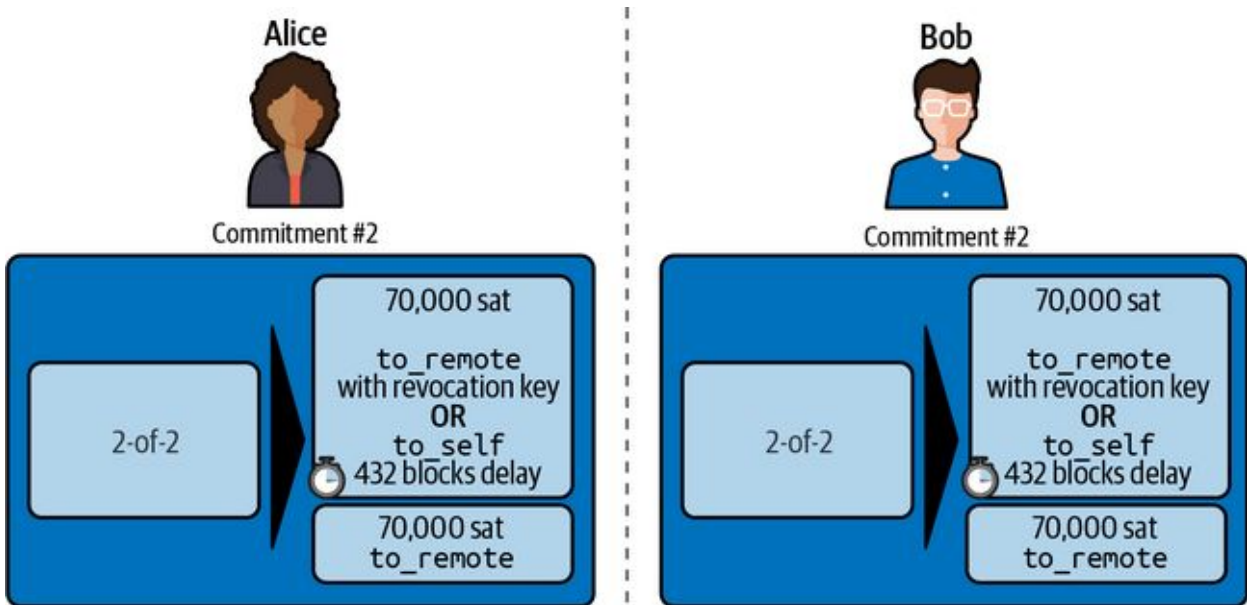 Alice
Commitment #2
2-of-2
70,000 sat
to_remote
with revocation key
OR
to_self
432 blocks delay
70,000 sat
to_remote
Bob
Commitment #2
2-of-2
70,000 sat
to_remote
with revocation key
OR
to_self
432 blocks delay
70,000 sat
to_remote